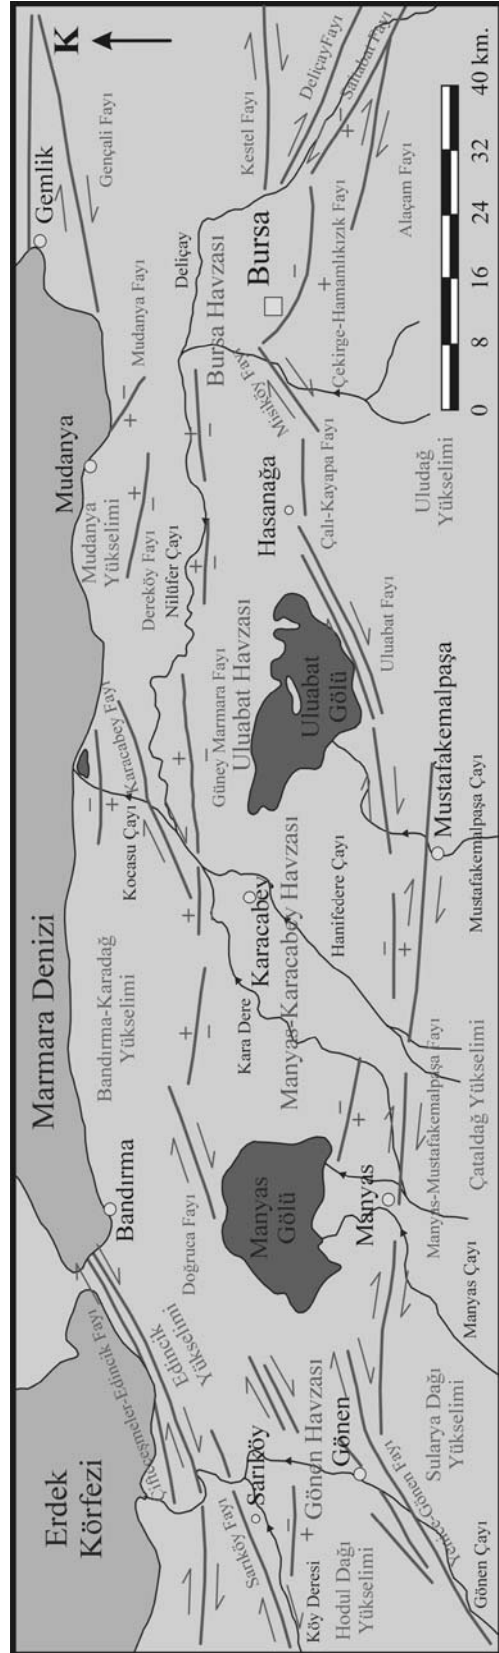 Marmara Denizi
Erdek
Körfezi
K
Gemlik
Gençali Fayı
Mudanya
Mudanya Fayı
Mudanya
Yükselimi
Dereköy Fayı
Nilüfer Çayı
Deliçay
Bursa Havzası
Bursa
Kestel Fayı
Deliçay Fayı
Saitabat Fayı
Alaçam Fayı
Çekirge-Hamamlıkızık Fayı
Misiköy Fayı
Hasanağa
Çalı-Kayapa Fayı
Uludağ
Yükselimi
Karacabey Fayı
Kocasu Çayı
Güney Marmara Fayı
Uluabat Havzası
Uluabat
Gölü
Uluabat Fayı
Mustafakemalpaşa
Mustafakemalpaşa Çayı
Bandırma-Karadağ
Yükselimi
Karacabey
Manyas-Karacabey Havzası
Kara Dere
Hanifedere Çayı
Bandırma
Doğruca Fayı
Manyas
Gölü
Manyas
Manyas-Mustafakemalpaşa Fayı
Çataldağ Yükselimi
Manyas Çayı
Çifteçeşmeler-Edincik Fayı
Edincik
Yükselimi
Sarıköy Fayı
Sarıköy
Gönen Havzası
Gönen
Köy Deresi
Hodul Dağı
Yükselimi
Yenice-Gönen Fayı
Sularya Dağı
Yükselimi
Gönen Çayı
0 8 16 24 32 40 km.